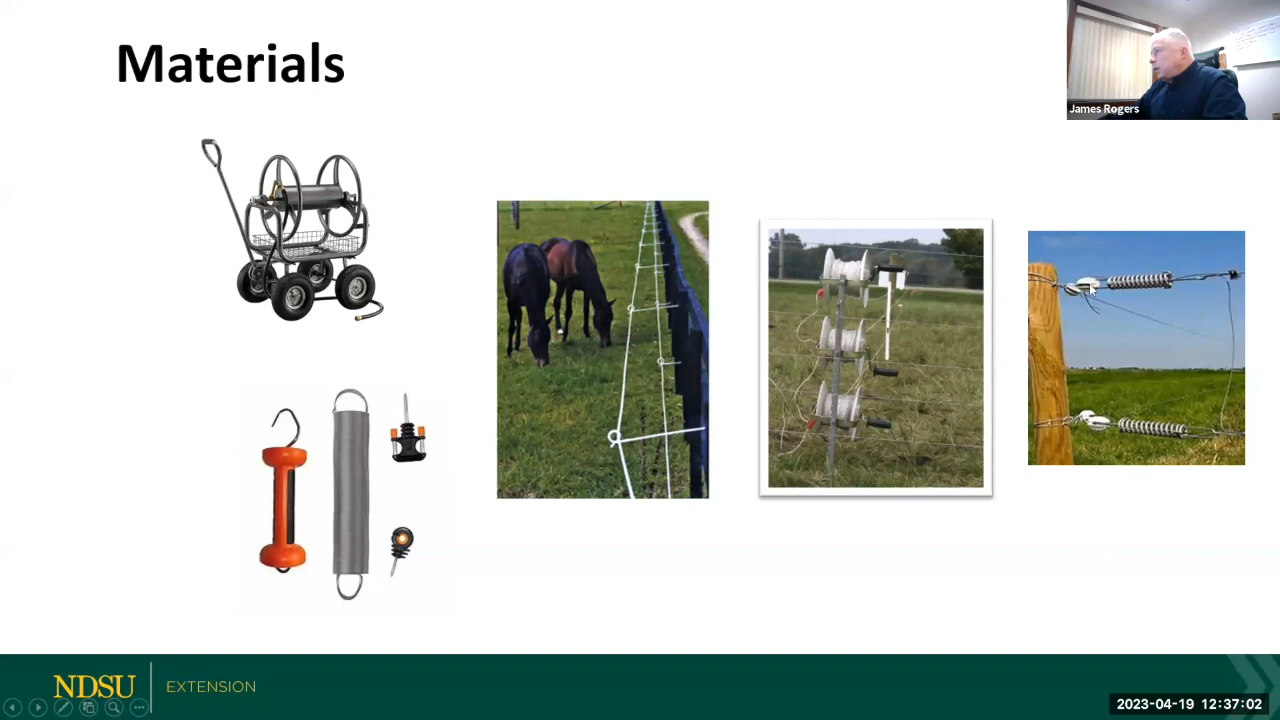 Materials
James Rogers
NDSU
EXTENSION
2023-04-19 12:37:02